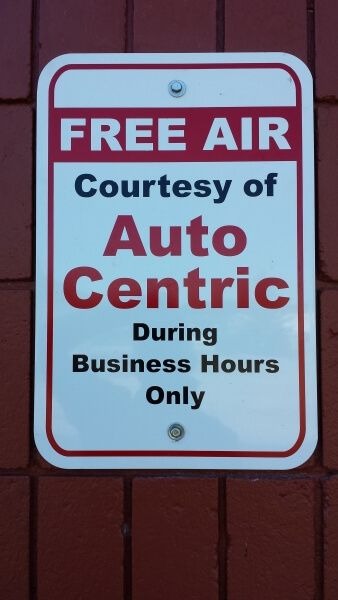 FREE AIR
Courtesy of
Auto
Centric
During
Business Hours
Only